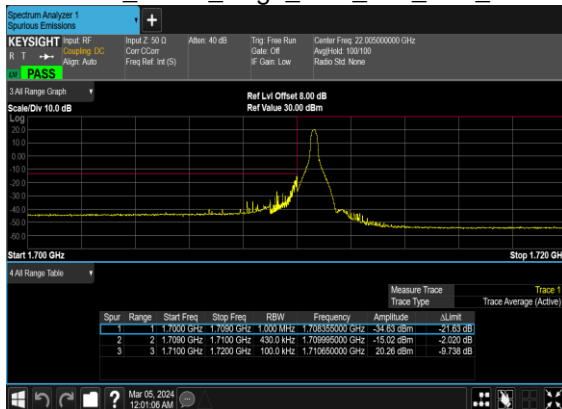 Spectrum Analyzer 1
Spurious Emissions
KEYSIGHT
R T
PASS
Input: RF
Coupling: DC
Align: Auto
Input Z: 50 Ω
Corr CCorr
Freq Ref: Int (S)
Atten: 40 dB
Trig: Free Run
Gate: Off
IF Gain: Low
Center Freq: 22.005000000 GHz
Avg|Hold: 100/100
Radio Std: None
3 All Range Graph
Scale/Div 10.0 dB
Ref Lvl Offset 8.00 dB
Ref Value 30.00 dBm
Log
20.0
10.0
0.00
-10.0
-20.0
-30.0
-40.0
-50.0
-60.0
Start 1.700 GHz
Stop 1.720 GH
4 All Range Table
Measure Trace Trace 1
Trace Type Trace Average (Active)
Spur Range Start Freq Stop Freq RBW Frequency Amplitude ΔLimit
1 1 1.7000 GHz 1.7090 GHz 1.000 MHz 1.708355000 GHz -34.63 dBm -21.63 dB
2 2 1.7090 GHz 1.7100 GHz 430.0 kHz 1.709995000 GHz -15.02 dBm -2.020 dB
3 3 1.7100 GHz 1.7200 GHz 100.0 kHz 1.710650000 GHz 20.26 dBm -9.738 dB
Mar 05, 2024
12:01:06 AM